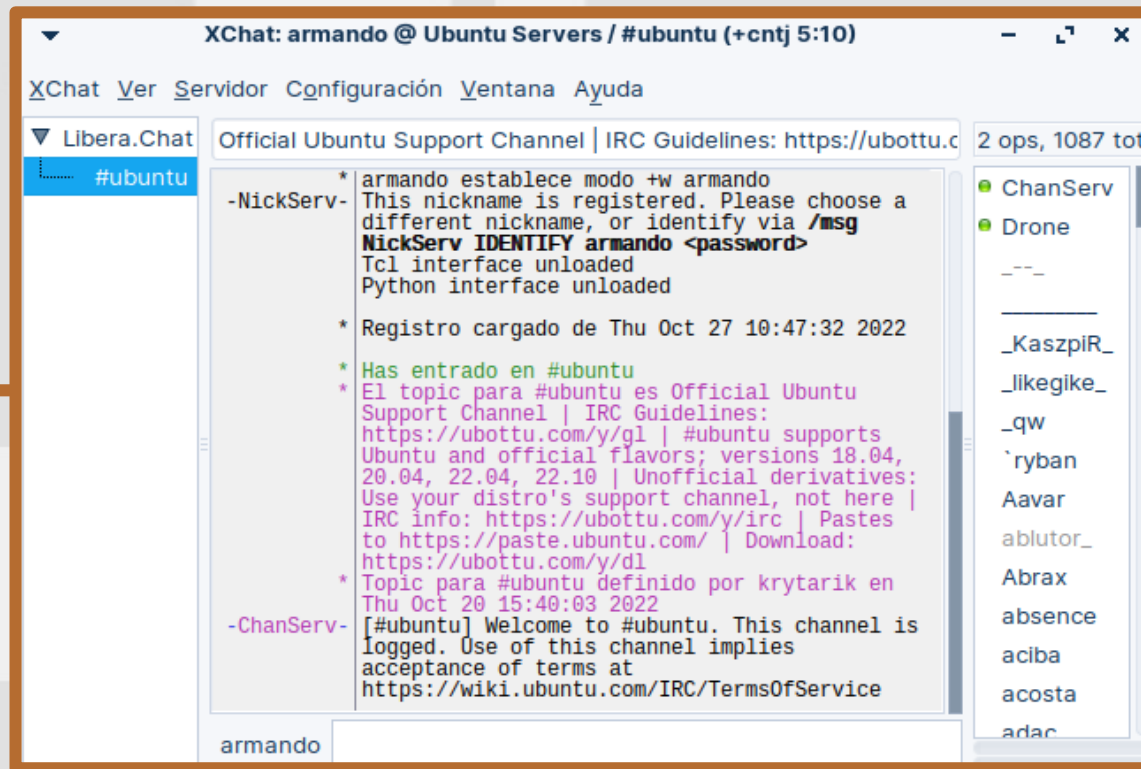 XChat: armando @ Ubuntu Servers / #ubuntu (+cntj 5:10)
XChat Ver Servidor Configuración Ventana Ayuda
Libera.Chat
#ubuntu
Official Ubuntu Support Channel | IRC Guidelines: https://ubottu.c
2 ops, 1087 tot
* armando establece modo +w armando
-NickServ- This nickname is registered. Please choose a
different nickname, or identify via /msg
NickServ IDENTIFY armando <password>
Tcl interface unloaded
Python interface unloaded
* Registro cargado de Thu Oct 27 10:47:32 2022
* Has entrado en #ubuntu
* El topic para #ubuntu es Official Ubuntu
Support Channel | IRC Guidelines:
https://ubottu.com/y/gl | #ubuntu supports
Ubuntu and official flavors; versions 18.04,
20.04, 22.04, 22.10 | Unofficial derivatives:
Use your distro's support channel, not here |
IRC info: https://ubottu.com/y/irc | Pastes
to https://paste.ubuntu.com/ | Download:
https://ubottu.com/y/dl
* Topic para #ubuntu definido por krytarik en
Thu Oct 20 15:40:03 2022
-ChanServ- [#ubuntu] Welcome to #ubuntu. This channel is
logged. Use of this channel implies
acceptance of terms at
https://wiki.ubuntu.com/IRC/TermsOfService
armando
ChanServ
Drone
_--_
_________
_KaszpiR_
_likegike_
_qw
`ryban
Aavar
ablutor_
Abrax
absence
aciba
acosta
adac